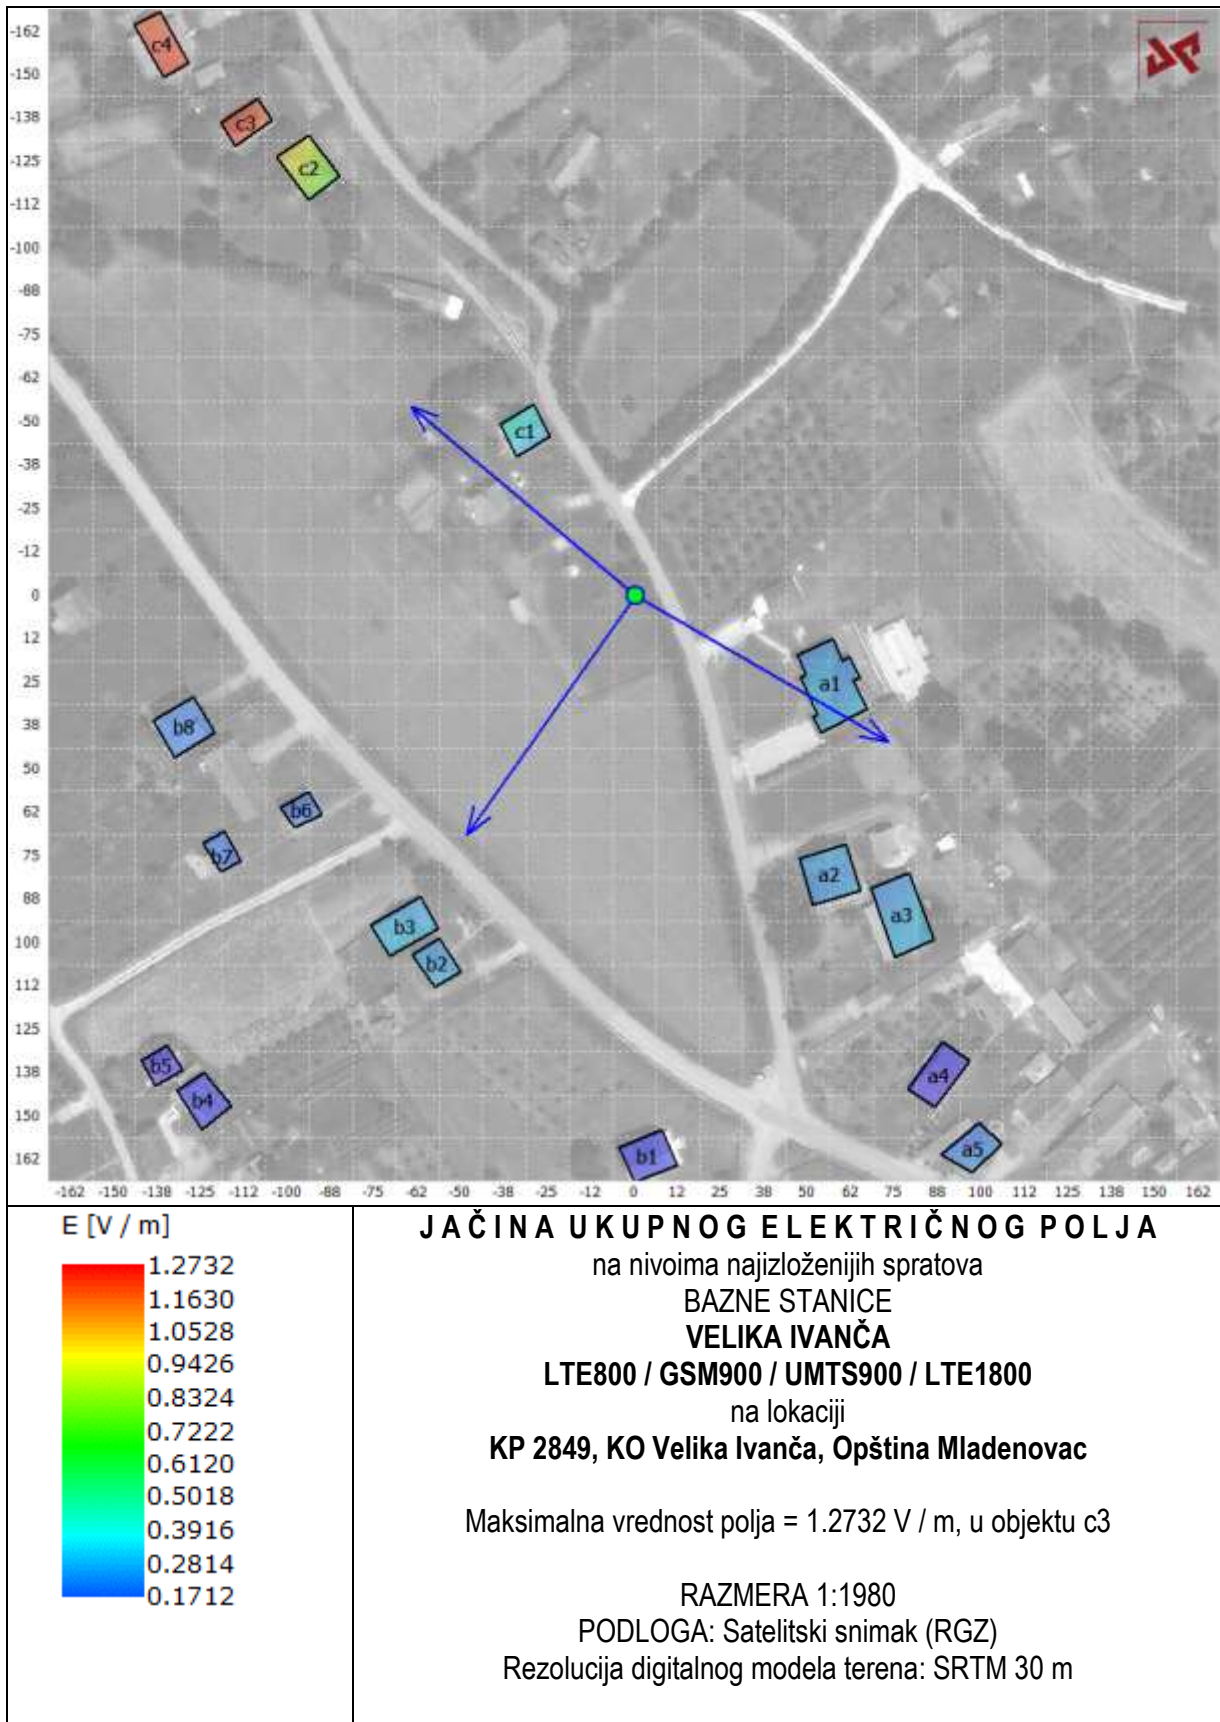 -162
c4
-150
-138
c3
-125
c2
-112
-100
-88
-75
-62
-50
c1
-38
-25
-12
0
12
25
a1
38
b8
50
62
b6
75
b7
a2
88
a3
b3
100
b2
112
125
138
b5
a4
b4
150
a5
b1
162
-162 -150 -138 -125 -112 -100 -88 -75 -62 -50 -38 -25 -12 0 12 25 38 50 62 75 88 100 112 125 138 150 162
E [V / m]
1.2732
1.1630
1.0528
0.9426
0.8324
0.7222
0.6120
0.5018
0.3916
0.2814
0.1712
JAČINA UKUPNOG ELEKTRIČNOG POLJA
na nivoima najizloženijih spratova
BAZNE STANICE
VELIKA IVANČA
LTE800 / GSM900 / UMTS900 / LTE1800
na lokaciji
KP 2849, KO Velika Ivanča, Opština Mladenovac
Maksimalna vrednost polja = 1.2732 V / m, u objektu c3
RAZMERA 1:1980
PODLOGA: Satelitski snimak (RGZ)
Rezolucija digitalnog modela terena: SRTM 30 m